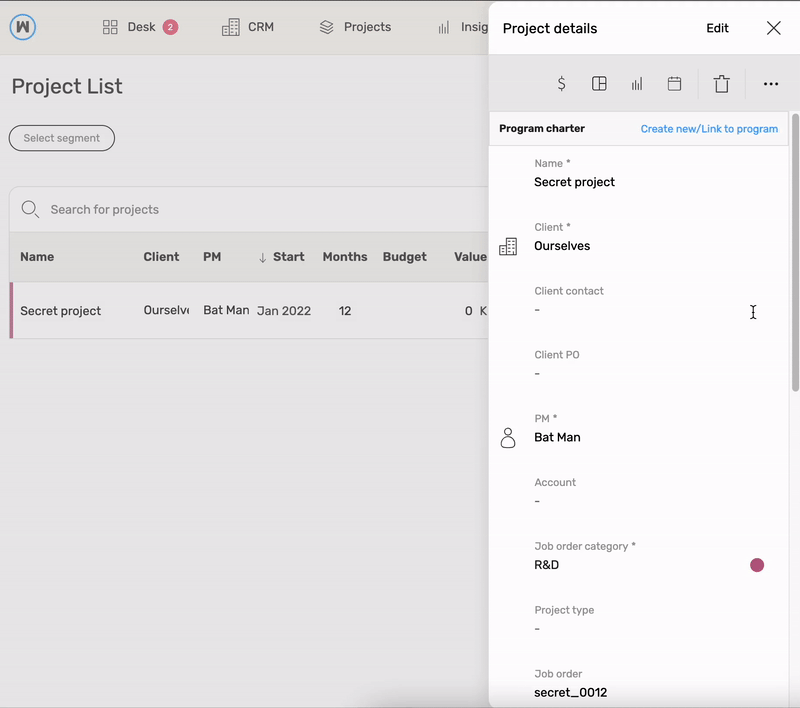 W
Desk 2 CRM Projects Insig
Project List
Select segment
Search for projects
Name Client PM ↓ Start Months Budget Value
Secret project Ourselv Bat Man Jan 2022 12 0 K
Project details Edit
$
Program charter Create new/Link to program
Name *
Secret project
Client *
Ourselves
Client contact
-
Client PO
-
PM *
Bat Man
Account
-
Job order category *
R&D
Project type
-
Job order
secret_0012